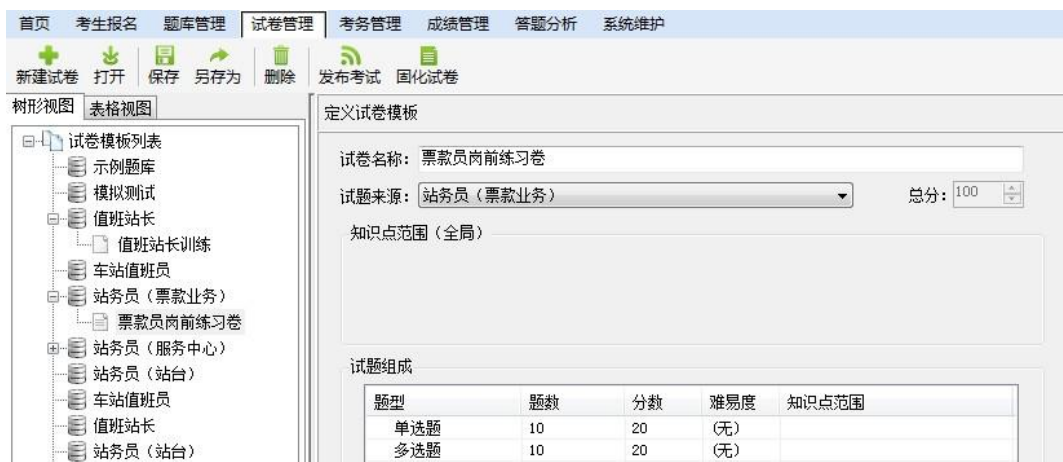 首页 考生报名 题库管理 试卷管理 考务管理 成绩管理 答题分析 系统维护
新建试卷 打开 保存 另存为 删除 发布考试 固化试卷
树形视图 表格视图
试卷模板列表
示例题库
模拟测试
值班站长
值班站长训练
车站值班员
站务员（票款业务）
票款员岗前练习卷
站务员（服务中心）
站务员（站台）
车站值班员
值班站长
站务员（站台）
定义试卷模板
试卷名称： 票款员岗前练习卷
试题来源： 站务员（票款业务） 总分： 100
知识点范围（全局）
试题组成
题型 题数 分数 难易度 知识点范围
单选题 10 20 (无)
多选题 10 20 (无)